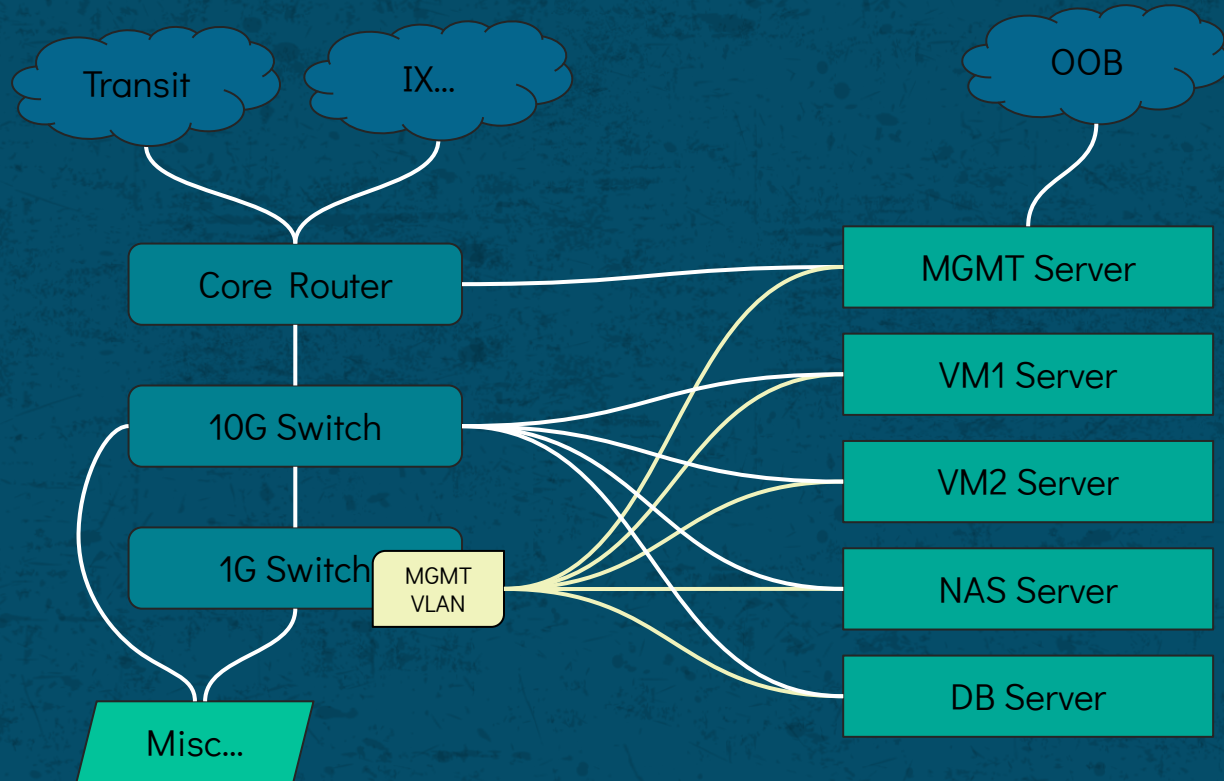 Transit
IX...
OOB
Core Router
MGMT Server
10G Switch
VM1 Server
VM2 Server
1G Switch
MGMT
VLAN
NAS Server
DB Server
Misc...